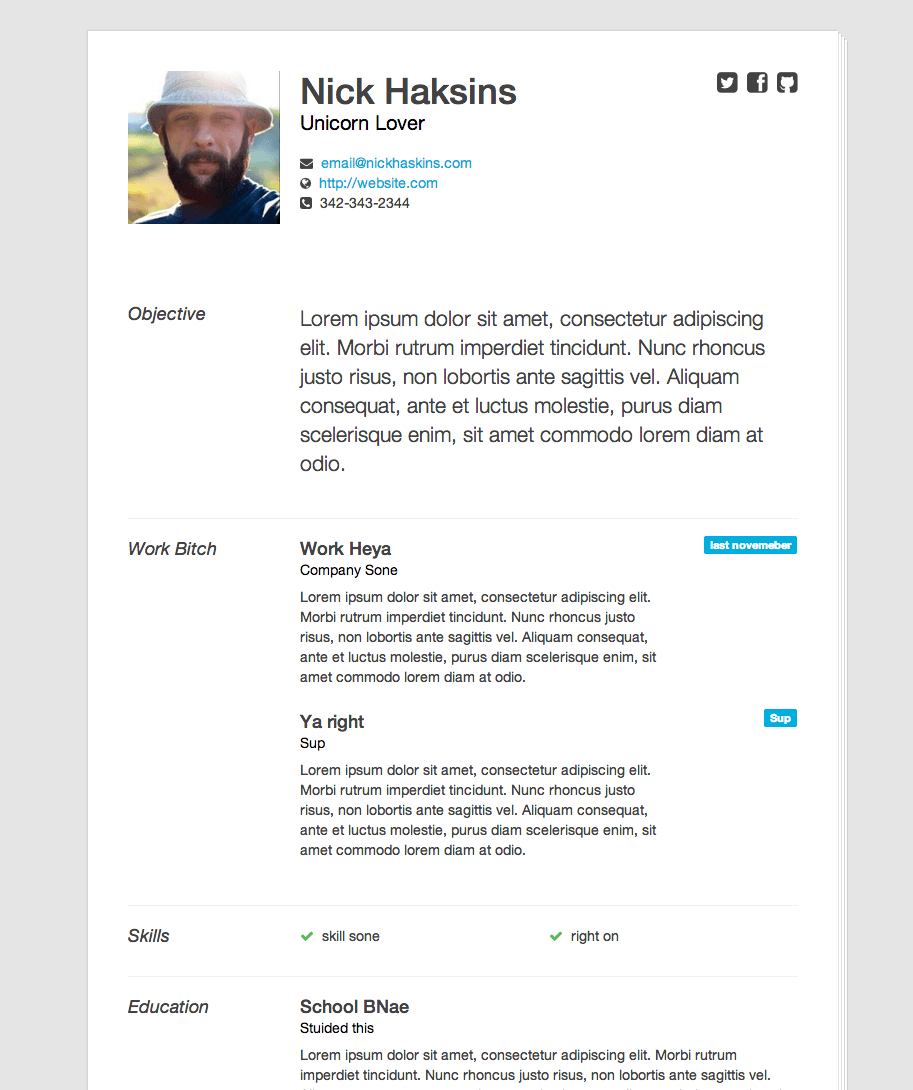 Nick Haksins
Unicorn Lover
email@nickhaskins.com
http://website.com
342-343-2344
Objective
Lorem ipsum dolor sit amet, consectetur adipiscing
elit. Morbi rutrum imperdiet tincidunt. Nunc rhoncus
justo risus, non lobortis ante sagittis vel. Aliquam
consequat, ante et luctus molestie, purus diam
scelerisque enim, sit amet commodo lorem diam at
odio.
Work Bitch
Work Heya
last novemeber
Company Sone
Lorem ipsum dolor sit amet, consectetur adipiscing elit.
Morbi rutrum imperdiet tincidunt. Nunc rhoncus justo
risus, non lobortis ante sagittis vel. Aliquam consequat,
ante et luctus molestie, purus diam scelerisque enim, sit
amet commodo lorem diam at odio.
Ya right
Sup
Sup
Lorem ipsum dolor sit amet, consectetur adipiscing elit.
Morbi rutrum imperdiet tincidunt. Nunc rhoncus justo
risus, non lobortis ante sagittis vel. Aliquam consequat,
ante et luctus molestie, purus diam scelerisque enim, sit
amet commodo lorem diam at odio.
Skills
skill sone
right on
Education
School BNae
Stuided this
Lorem ipsum dolor sit amet, consectetur adipiscing elit. Morbi rutrum
imperdiet tincidunt. Nunc rhoncus justo risus, non lobortis ante sagittis vel.